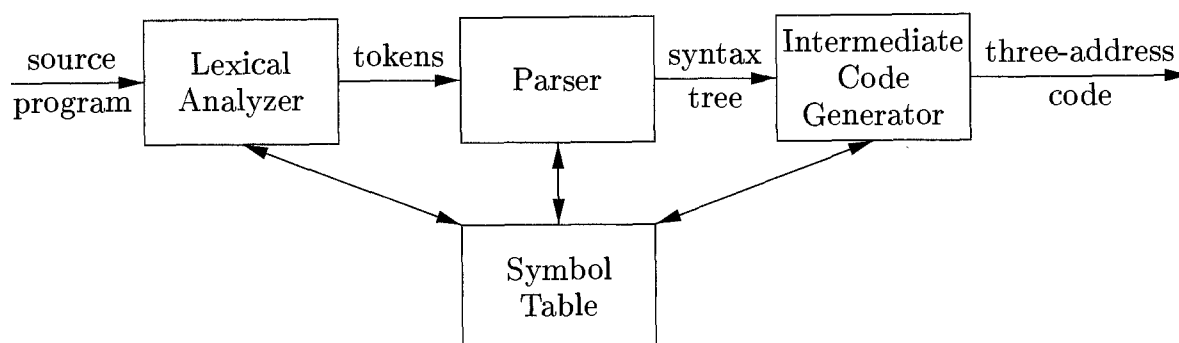 source
program
Lexical
Analyzer
tokens
Parser
syntax
tree
Intermediate
Code
Generator
three-address
code
Symbol
Table